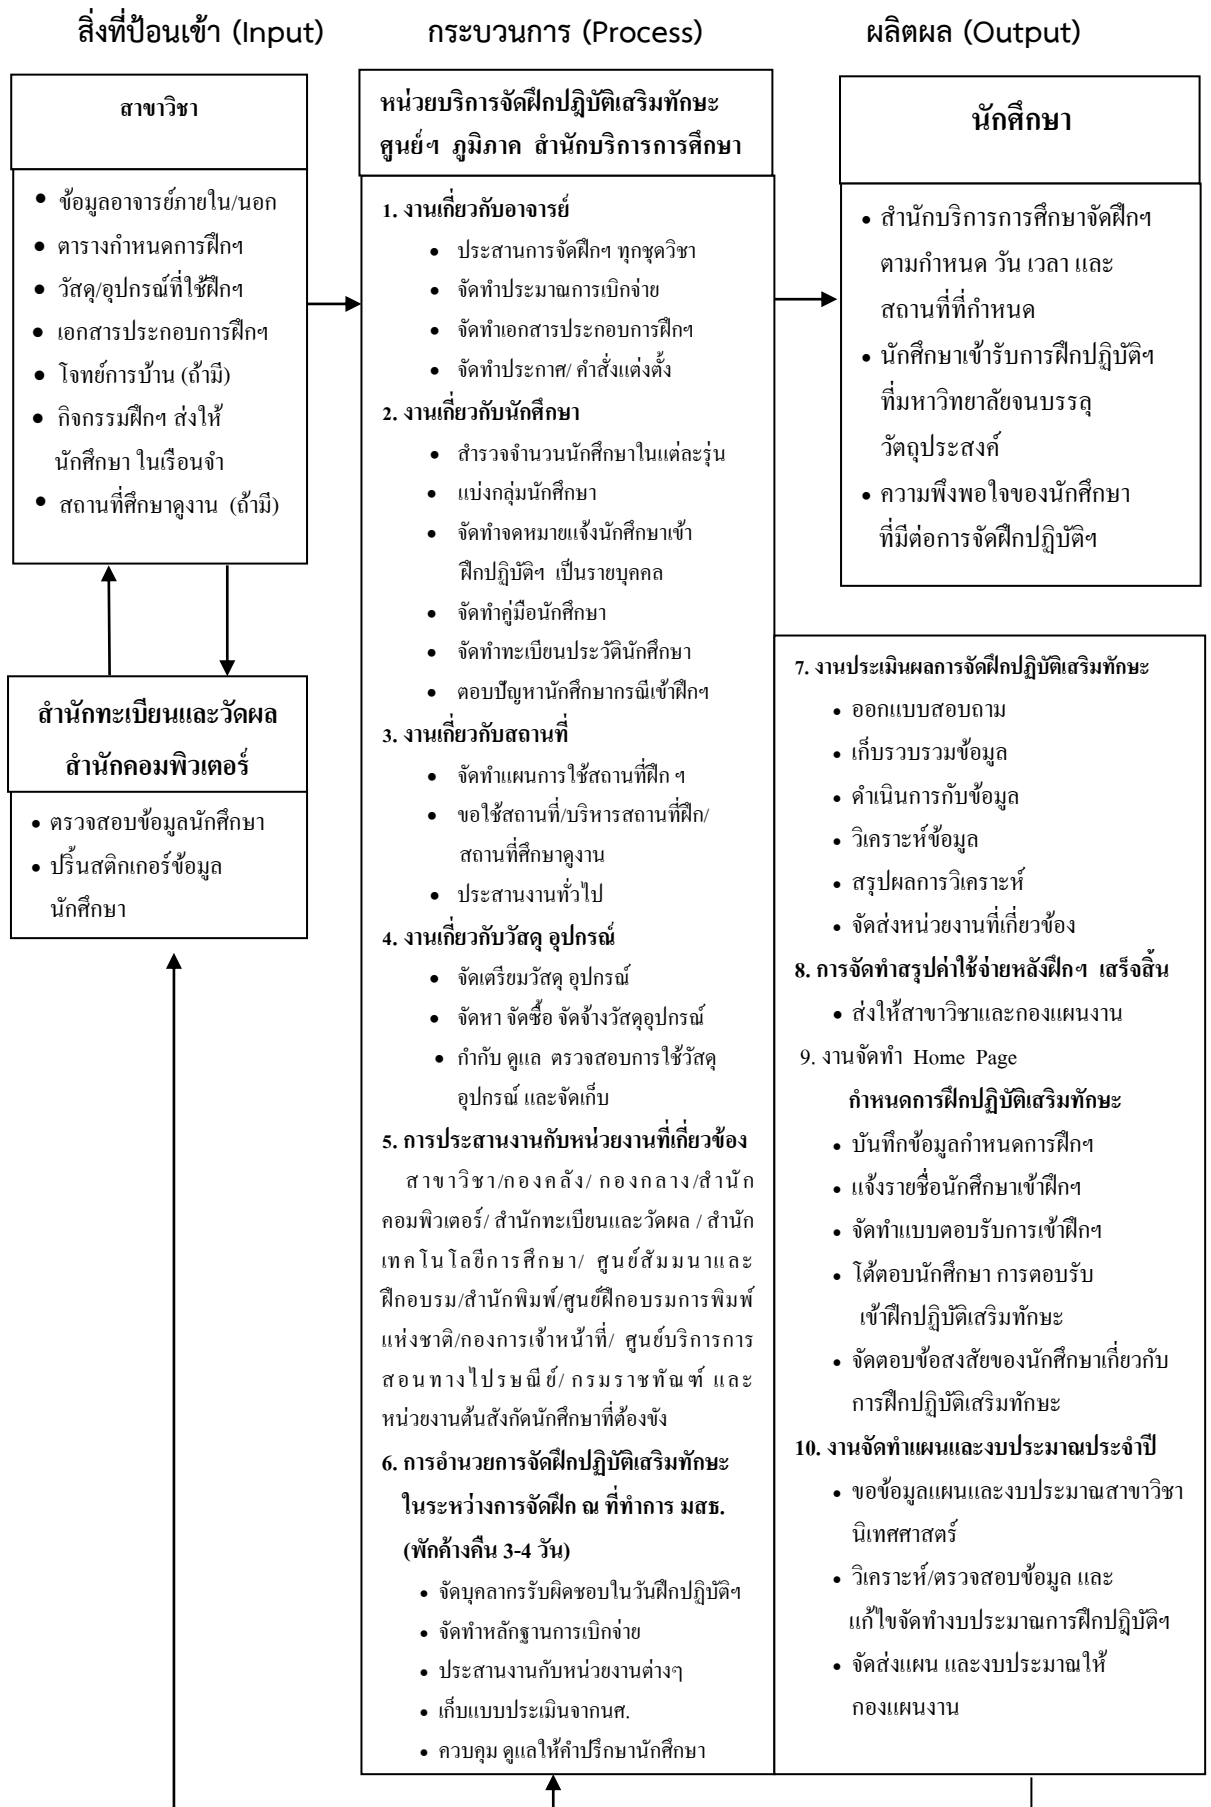 สิ่งที่ป้อนเข้า (Input)
กระบวนการ (Process)
ผลิตผล (Output)
สาขาวิชา
● ข้อมูลอาจารย์ภายใน/นอก
● ตารางกำหนดการฝึกฯ
● วัสดุ/อุปกรณ์ที่ใช้ฝึกฯ
● เอกสารประกอบการฝึกฯ
● โจทย์การบ้าน (ถ้ามี)
● กิจกรรมฝึกฯ ส่งให้
นักศึกษา ในเรือนจำ
● สถานที่ศึกษาดูงาน (ถ้ามี)
สำนักทะเบียนและวัดผล
สำนักคอมพิวเตอร์
● ตรวจสอบข้อมูลนักศึกษา
● ปริ้นสติกเกอร์ข้อมูล
นักศึกษา
หน่วยบริการจัดฝึกปฎิบัติเสริมทักษะ
ศูนย์ฯ ภูมิภาค สำนักบริการการศึกษา
1. งานเกี่ยวกับอาจารย์
● ประสานการจัดฝึกฯ ทุกชุดวิชา
● จัดทำประมาณการเบิกจ่าย
● จัดทำเอกสารประกอบการฝึกฯ
● จัดทำประกาศ/ คำสั่งแต่งตั้ง
2. งานเกี่ยวกับนักศึกษา
● สำรวจจำนวนนักศึกษาในแต่ละรุ่น
● แบ่งกลุ่มนักศึกษา
● จัดทำจดหมายแจ้งนักศึกษาเข้า
ฝึกปฏิบัติฯ เป็นรายบุคคล
● จัดทำคู่มือนักศึกษา
● จัดทำทะเบียนประวัตินักศึกษา
● ตอบปัญหานักศึกษากรณีเข้าฝึกฯ
3. งานเกี่ยวกับสถานที่
● จัดทำแผนการใช้สถานที่ฝึก ฯ
● ขอใช้สถานที่/บริหารสถานที่ฝึก/
สถานที่ศึกษาดูงาน
● ประสานงานทั่วไป
4. งานเกี่ยวกับวัสดุ อุปกรณ์
● จัดเตรียมวัสดุ อุปกรณ์
● จัดหา จัดซื้อ จัดจ้างวัสดุอุปกรณ์
● กำกับ ดูแล ตรวจสอบการใช้วัสดุ
อุปกรณ์ และจัดเก็บ
5. การประสานงานกับหน่วยงานที่เกี่ยวข้อง
สาขาวิชา/กองคลัง/ กองกลาง/สำนัก
คอมพิวเตอร์/ สำนักทะเบียนและวัดผล / สำนัก
เทคโนโลยีการศึกษา/ ศูนย์สัมมนาและ
ฝึกอบรม/สำนักพิมพ์/ศูนย์ฝึกอบรมการพิมพ์
แห่งชาติ/กองการเจ้าหน้าที่/ ศูนย์บริการการ
สอนทางไปรษณีย์/ กรมราชทัณฑ์ และ
หน่วยงานต้นสังกัดนักศึกษาที่ต้องขัง
6. การอำนวยการจัดฝึกปฏิบัติเสริมทักษะ
ในระหว่างการจัดฝึก ณ ที่ทำการ มสธ.
(พักค้างคืน 3-4 วัน)
● จัดบุคลากรรับผิดชอบในวันฝึกปฏิบัติฯ
● จัดทำหลักฐานการเบิกจ่าย
● ประสานงานกับหน่วยงานต่างๆ
● เก็บแบบประเมินจากนศ.
● ควบคุม ดูแลให้คำปรึกษานักศึกษา
นักศึกษา
● สำนักบริการการศึกษาจัดฝึกฯ
ตามกำหนด วัน เวลา และ
สถานที่ที่กำหนด
● นักศึกษาเข้ารับการฝึกปฏิบัติฯ
ที่มหาวิทยาลัยจนบรรลุ
วัตถุประสงค์
● ความพึงพอใจของนักศึกษา
ที่มีต่อการจัดฝึกปฏิบัติฯ
7. งานประเมินผลการจัดฝึกปฏิบัติเสริมทักษะ
● ออกแบบสอบถาม
● เก็บรวบรวมข้อมูล
● ดำเนินการกับข้อมูล
● วิเคราะห์ข้อมูล
● สรุปผลการวิเคราะห์
● จัดส่งหน่วยงานที่เกี่ยวข้อง
8. การจัดทำสรุปค่าใช้จ่ายหลังฝึกฯ เสร็จสิ้น
● ส่งให้สาขาวิชาและกองแผนงาน
9. งานจัดทำ Home Page
กำหนดการฝึกปฏิบัติเสริมทักษะ
● บันทึกข้อมูลกำหนดการฝึกฯ
● แจ้งรายชื่อนักศึกษาเข้าฝึกฯ
● จัดทำแบบตอบรับการเข้าฝึกฯ
● โต้ตอบนักศึกษา การตอบรับ
เข้าฝึกปฏิบัติเสริมทักษะ
● จัดตอบข้อสงสัยของนักศึกษาเกี่ยวกับ
การฝึกปฏิบัติเสริมทักษะ
10. งานจัดทำแผนและงบประมาณประจำปี
● ขอข้อมูลแผนและงบประมาณสาขาวิชา
นิเทศศาสตร์
● วิเคราะห์/ตรวจสอบข้อมูล และ
แก้ไขจัดทำงบประมาณการฝึกปฎิบัติฯ
● จัดส่งแผน และงบประมาณให้
กองแผนงาน